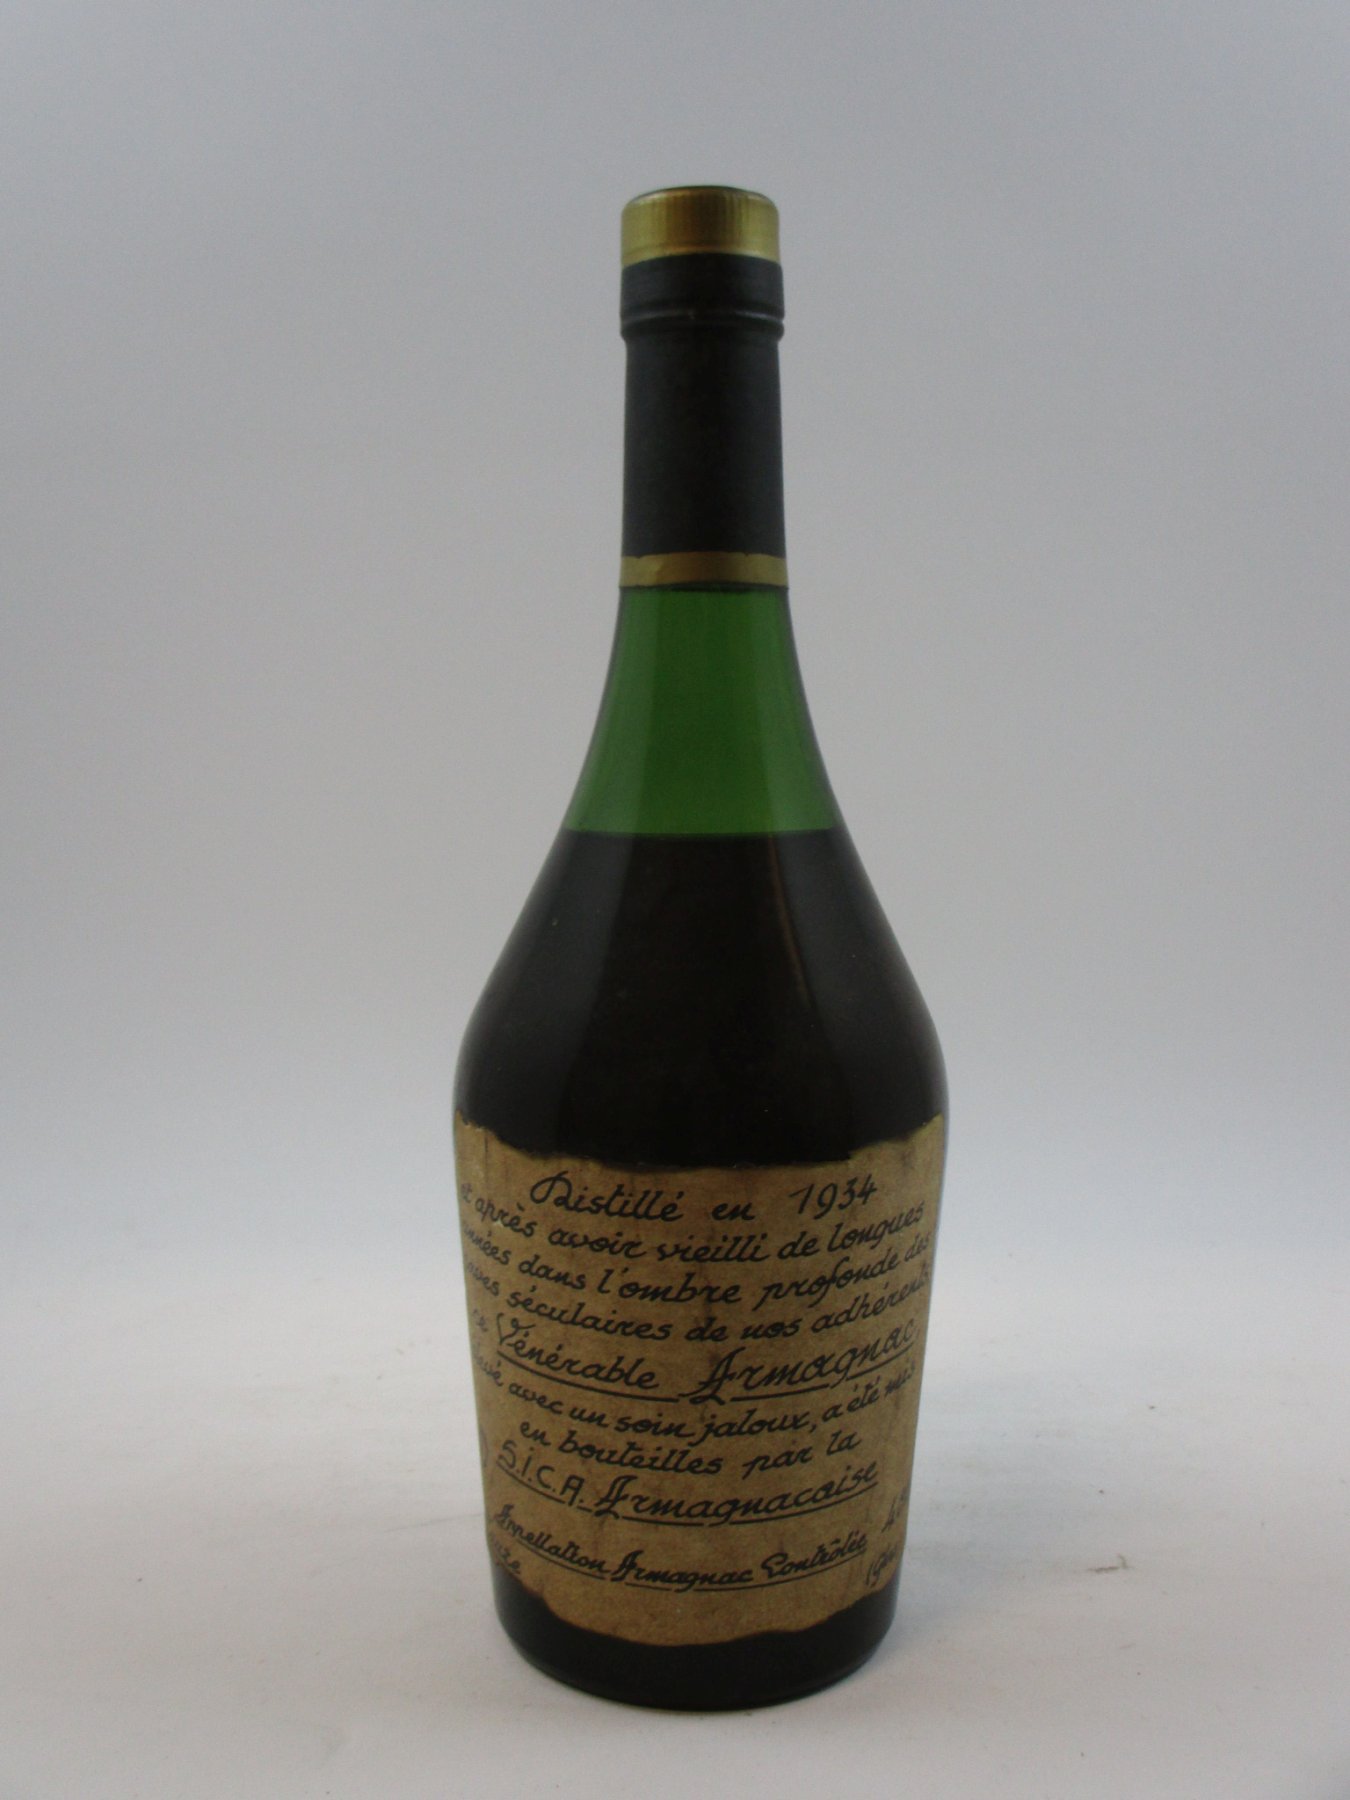 Distillé en 1934
et après avoir vieilli de longues
années dans l'ombre profonde des
caves séculaires de nos adhérents
ce Vénérable Armagnac,
élevé avec un soin jaloux, a été mis
en bouteilles par la
S.I.C.A. Armagnacaise
Appellation Armagnac Contrôlée